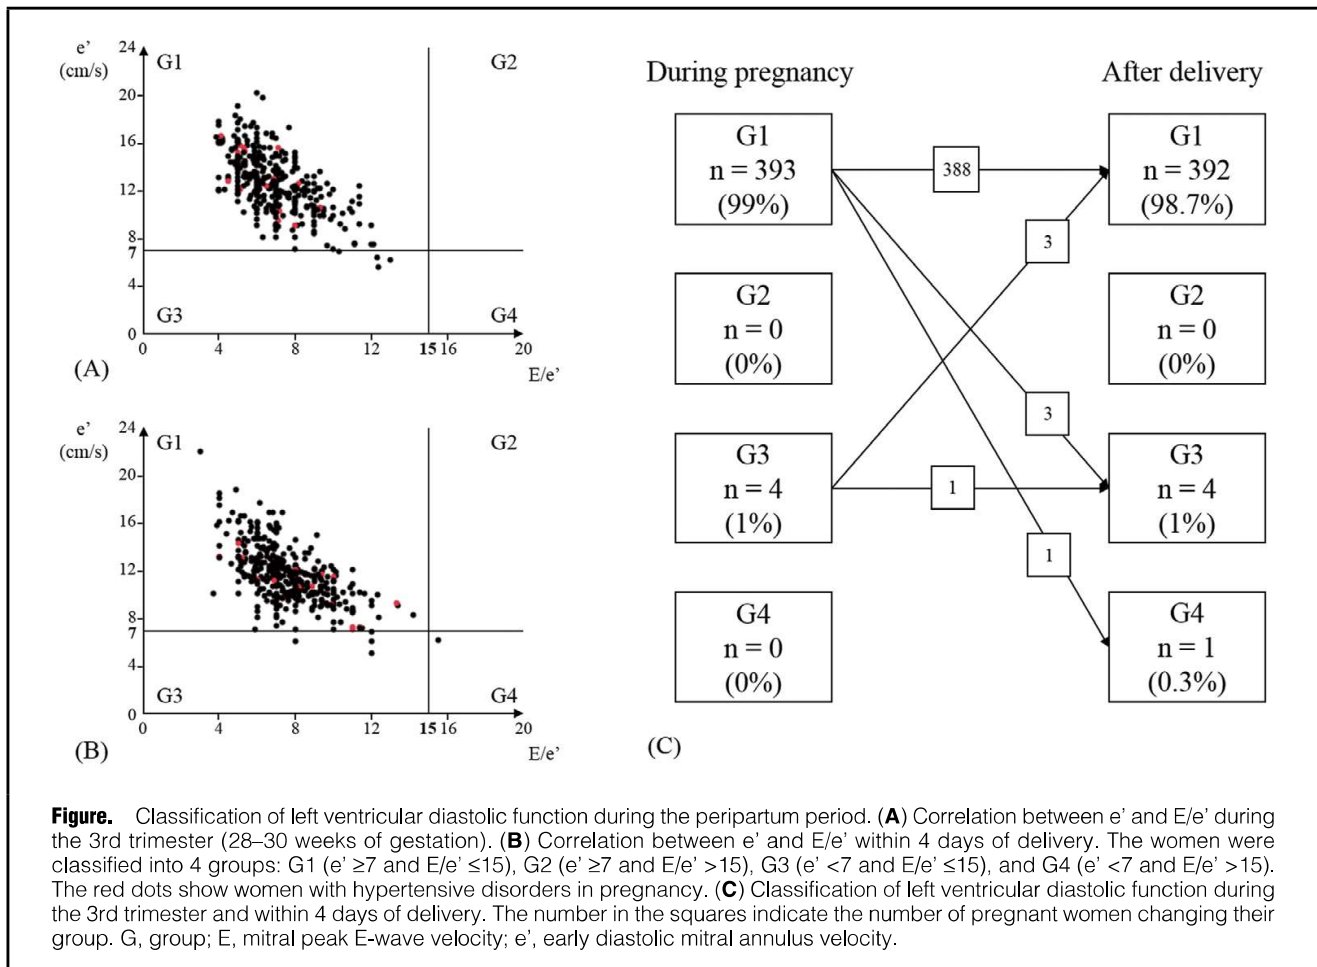 e’
(cm/s)
24
20
16
12
8
7
4
0
G1
G2
G3
G4
0
4
8
12
15
16
20
E/e’
(A)
e’
(cm/s)
24
20
16
12
8
7
4
0
G1
G2
G3
G4
0
4
8
12
15
16
20
E/e’
(B)
During pregnancy
After delivery
G1
n = 393
(99%)
G2
n = 0
(0%)
G3
n = 4
(1%)
G4
n = 0
(0%)
388
3
3
1
1
G1
n = 392
(98.7%)
G2
n = 0
(0%)
G3
n = 4
(1%)
G4
n = 1
(0.3%)
(C)
Figure. Classification of left ventricular diastolic function during the peripartum period. (A) Correlation between e’ and E/e’ during
the 3rd trimester (28–30 weeks of gestation). (B) Correlation between e’ and E/e’ within 4 days of delivery. The women were
classified into 4 groups: G1 (e’ ≥7 and E/e’ ≤15), G2 (e’ ≥7 and E/e’ >15), G3 (e’ <7 and E/e’ ≤15), and G4 (e’ <7 and E/e’ >15).
The red dots show women with hypertensive disorders in pregnancy. (C) Classification of left ventricular diastolic function during
the 3rd trimester and within 4 days of delivery. The number in the squares indicate the number of pregnant women changing their
group. G, group; E, mitral peak E-wave velocity; e’, early diastolic mitral annulus velocity.